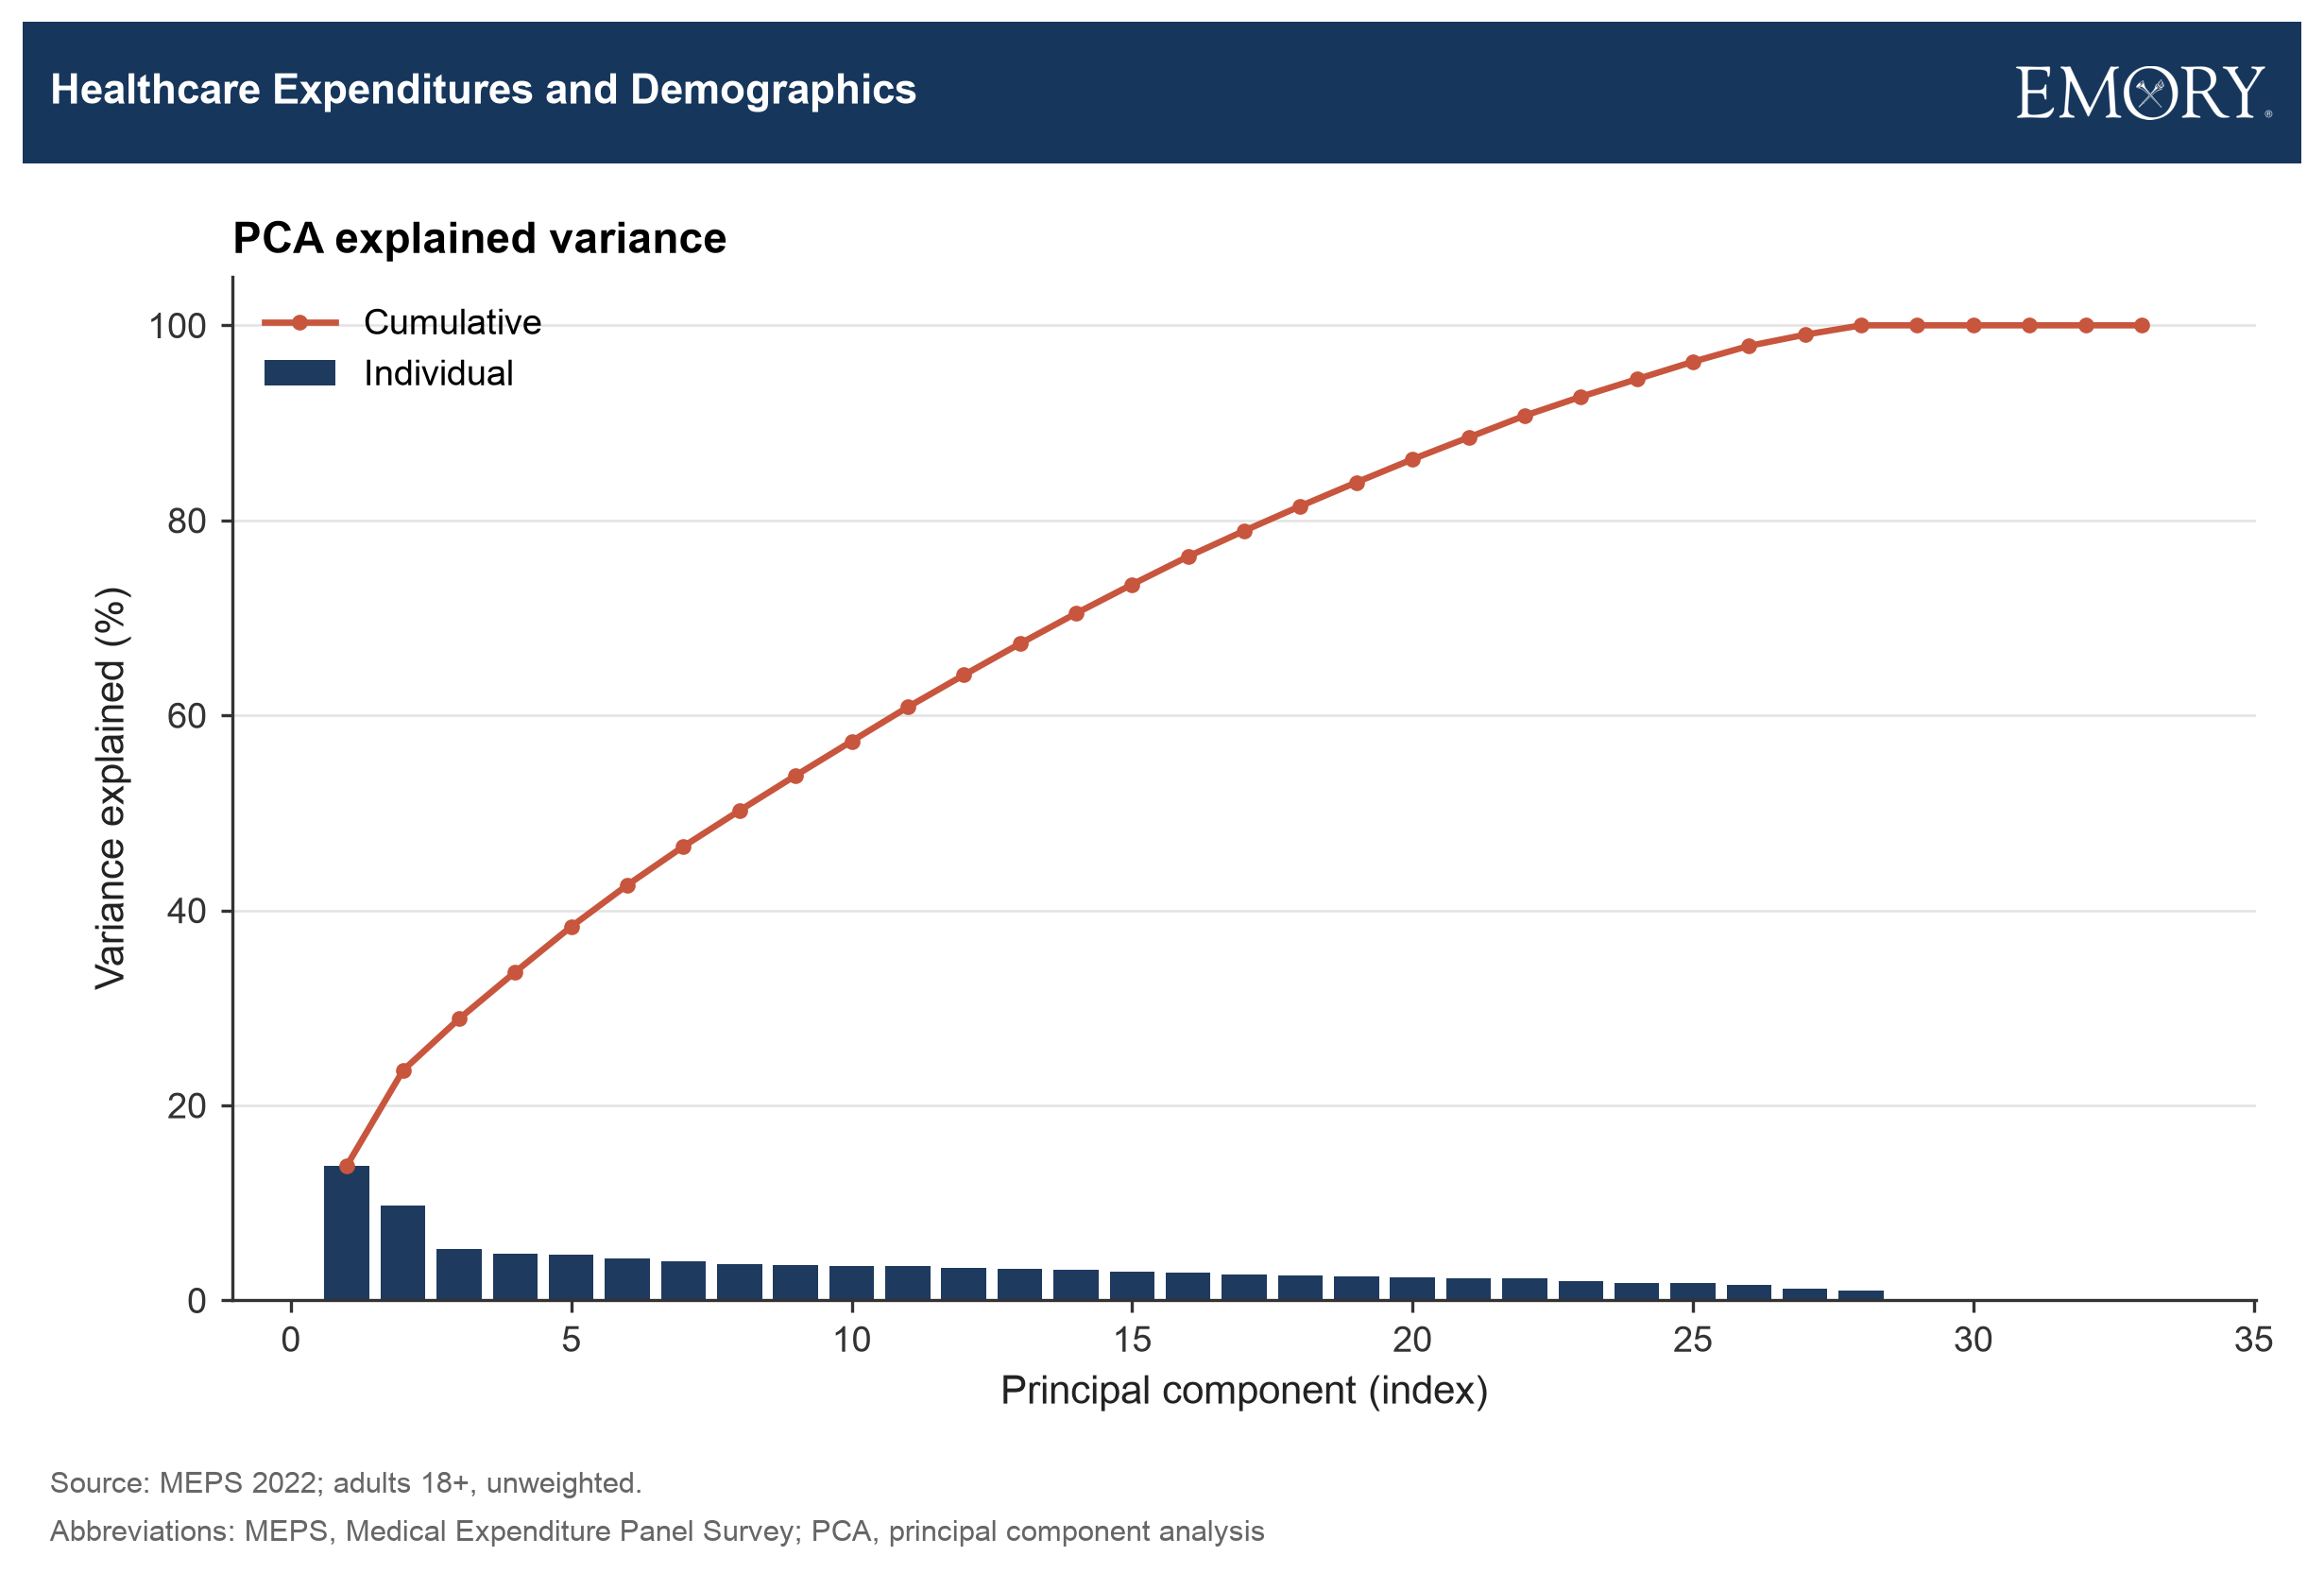 Healthcare Expenditures and Demographics
EMORY®
PCA explained variance
Cumulative
Individual
Variance explained (%)
100
80
60
40
20
0
0 5 10 15 20 25 30 35
Principal component (index)
Source: MEPS 2022; adults 18+, unweighted.
Abbreviations: MEPS, Medical Expenditure Panel Survey; PCA, principal component analysis